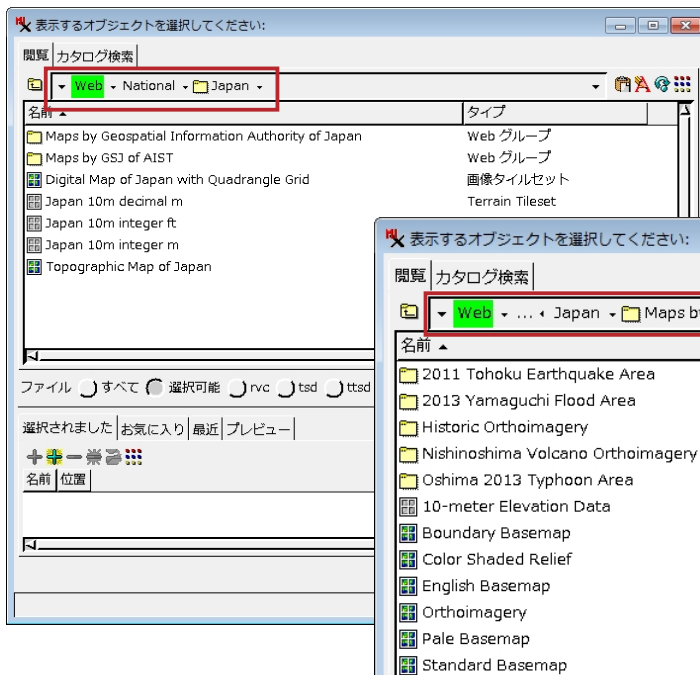 表示するオブジェクトを選択してください:
閲覧 カタログ検索
Web National Japan
名前 タイプ
Maps by Geospatial Information Authority of Japan Web グループ
Maps by GSJ of AIST Web グループ
Digital Map of Japan with Quadrangle Grid 画像タイルセット
Japan 10m decimal m Terrain Tileset
Japan 10m integer ft
Japan 10m integer m
Topographic Map of Japan
ファイル すべて 選択可能 rvc tsd ttsd
選択されました お気に入り 最近 プレビュー
名前 位置
表示するオブジェクトを選択してください:
閲覧 カタログ検索
Web ... Japan Maps b
名前
2011 Tohoku Earthquake Area
2013 Yamaguchi Flood Area
Historic Orthoimagery
Nishinoshima Volcano Orthoimagery
Oshima 2013 Typhoon Area
10-meter Elevation Data
Boundary Basemap
Color Shaded Relief
English Basemap
Orthoimagery
Pale Basemap
Standard Basemap